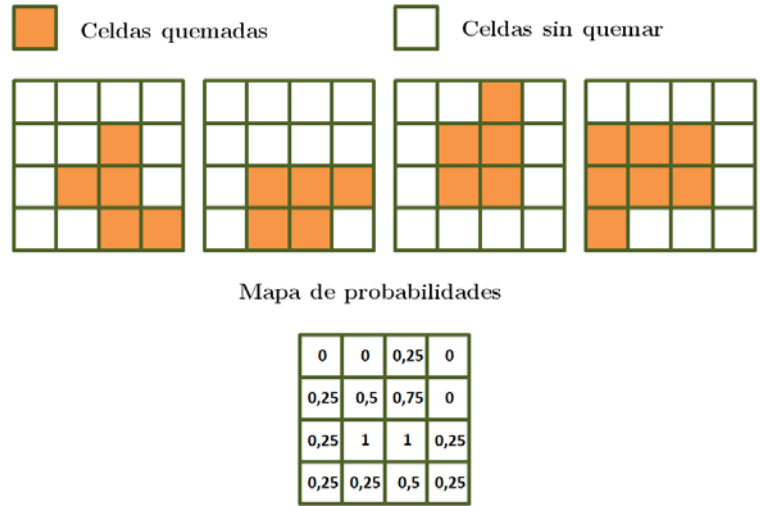 Celdas quemadas
Celdas sin quemar
Mapa de probabilidades
0 0 0,25 0
0,25 0,5 0,75 0
0,25 1 1 0,25
0,25 0,25 0,5 0,25